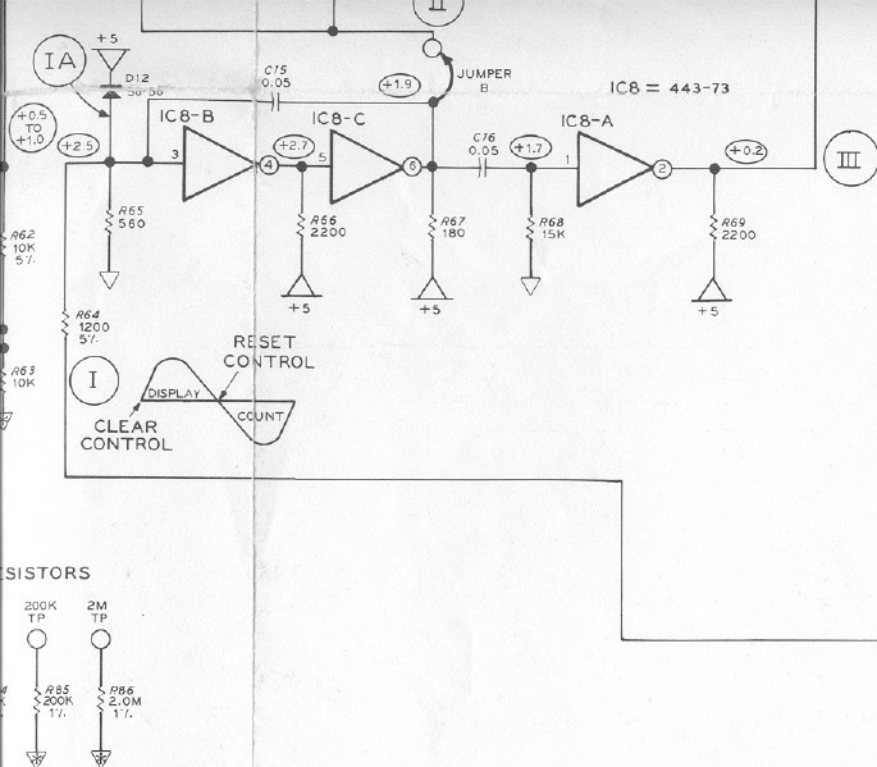 II
+5
IA
D12
56-56
C15
0.05
+1.9
JUMPER
B
IC8 = 443-73
+0.5
TO
+1.0
+2.5
IC8-B
3
4
+2.7
IC8-C
5
6
C76
0.05
+1.7
IC8-A
1
2
+0.2
III
R62
10K
5%
R65
560
R66
2200
R67
180
R68
15K
R69
2200
+5
+5
+5
R64
1200
5%
R63
10K
I
RESET
CONTROL
DISPLAY
COUNT
CLEAR
CONTROL
SISTORS
200K
TP
2M
TP
R85
200K
1%
R86
2.0M
1%